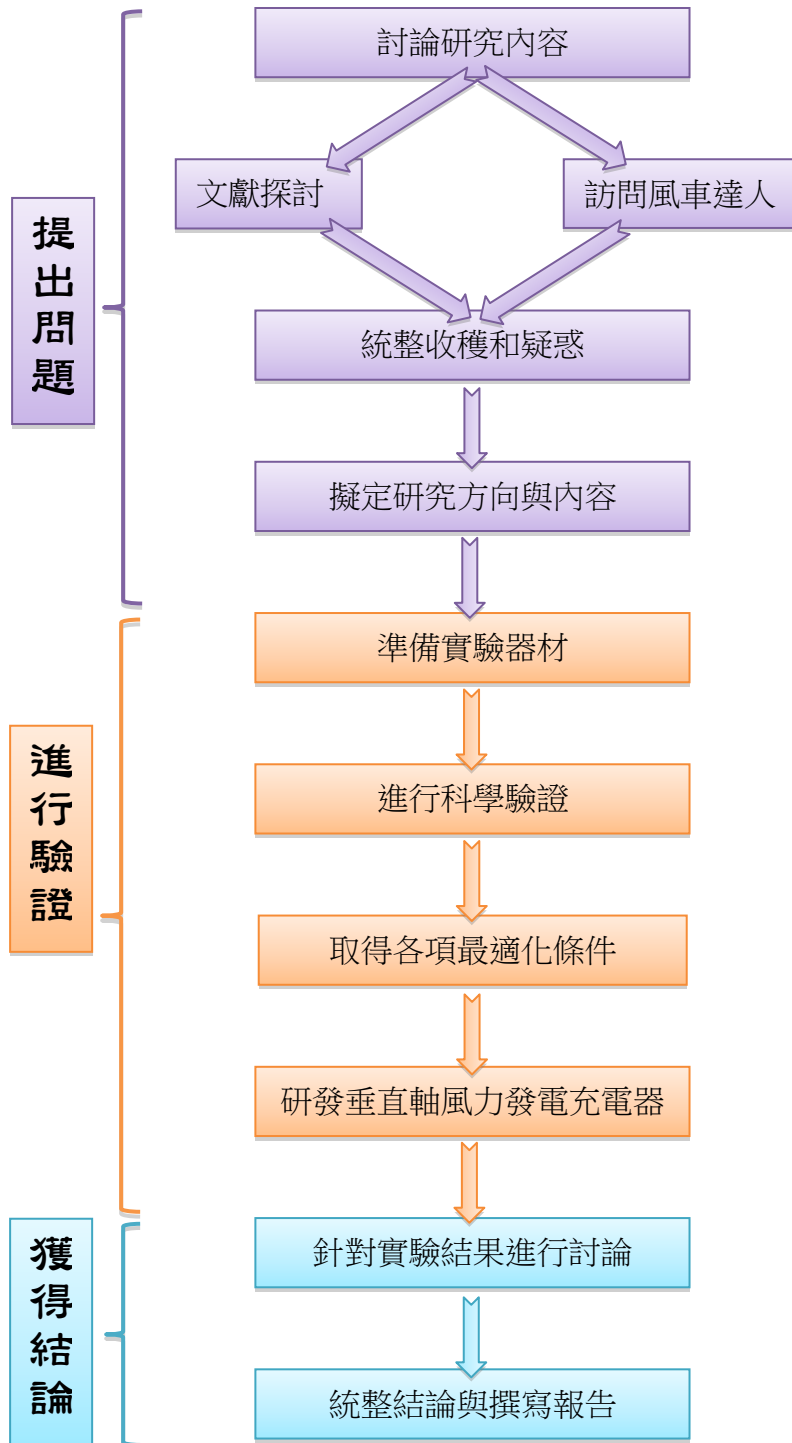 提出問題
討論研究內容
文獻探討
訪問風車達人
統整收穫和疑惑
擬定研究方向與內容
進行驗證
準備實驗器材
進行科學驗證
取得各項最適化條件
研發垂直軸風力發電充電器
獲得結論
針對實驗結果進行討論
統整結論與撰寫報告